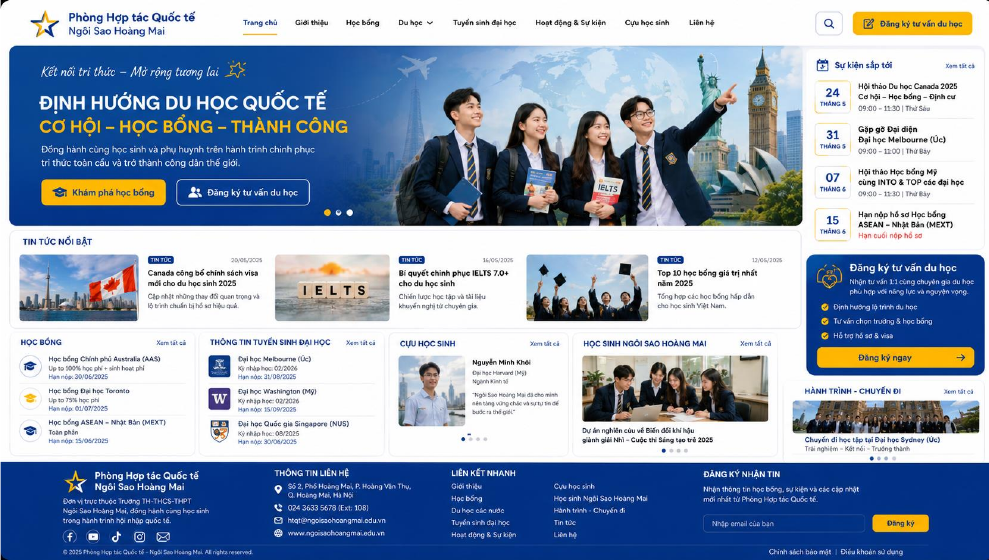 Phòng Hợp tác Quốc tế
Ngôi Sao Hoàng Mai
Trang chủ
Giới thiệu
Học bổng
Du học
Tuyển sinh đại học
Hoạt động & Sự kiện
Cựu học sinh
Liên hệ
Đăng ký tư vấn du học
Kết nối tri thức – Mở rộng tương lai
ĐỊNH HƯỚNG DU HỌC QUỐC TẾ
CƠ HỘI – HỌC BỔNG – THÀNH CÔNG
Đồng hành cùng học sinh và phụ huynh trên hành trình chinh phục
tri thức toàn cầu và trở thành công dân thế giới.
Khám phá học bổng
Đăng ký tư vấn du học
IELTS
Sự kiện sắp tới
Xem tất cả
24
THÁNG 5
Hội thảo Du học Canada 2025
Cơ hội – Học bổng – Định cư
09:00 – 11:30 | Thứ Sáu
31
THÁNG 5
Gặp gỡ Đại diện
Đại học Melbourne (Úc)
09:00 – 11:00 | Thứ Bảy
07
THÁNG 6
Hội thảo Học bổng Mỹ
cùng INTO & TOP các đại học
09:00 – 11:30 | Thứ Bảy
15
THÁNG 6
Hạn nộp hồ sơ Học bổng
ASEAN – Nhật Bản (MEXT)
Hạn cuối nộp hồ sơ
TIN TỨC NỔI BẬT
TIN TỨC
20/05/2025
Canada công bố chính sách visa
mới cho du học sinh 2025
Cập nhật những thay đổi quan trọng và
lộ trình chuẩn bị hồ sơ hiệu quả.
IELTS
TIN TỨC
16/05/2025
Bí quyết chinh phục IELTS 7.0+
cho du học sinh
Chiến lược học tập và tài liệu
khuyến nghị từ chuyên gia.
TIN TỨC
12/05/2025
Top 10 học bổng giá trị nhất
năm 2025
Tổng hợp các học bổng hấp dẫn
cho học sinh Việt Nam.
Đăng ký tư vấn du học
Nhận tư vấn 1:1 cùng chuyên gia du học
phù hợp với năng lực và nguyện vọng.
Định hướng lộ trình du học
Tư vấn chọn trường & học bổng
Hỗ trợ hồ sơ & visa
Đăng ký ngay
HỌC BỔNG
Xem tất cả
Học bổng Chính phủ Australia (AAS)
Up to 100% học phí + sinh hoạt phí
Hạn nộp: 30/06/2025
Học bổng Đại học Toronto
Up to 75% học phí
Hạn nộp: 01/07/2025
Học bổng ASEAN – Nhật Bản (MEXT)
Toàn phần
Hạn nộp: 15/06/2025
THÔNG TIN TUYỂN SINH ĐẠI HỌC
Xem tất cả
Đại học Melbourne (Úc)
Kỳ nhập học: 02/2026
Hạn nộp: 31/08/2025
W
Đại học Washington (Mỹ)
Kỳ nhập học: 02/2026
Hạn nộp: 15/09/2025
Đại học Quốc gia Singapore (NUS)
Kỳ nhập học: 08/2025
Hạn nộp: 30/06/2025
CỰU HỌC SINH
Xem tất cả
Nguyễn Minh Khôi
Đại học Harvard (Mỹ)
Ngành Kinh tế
"Ngôi Sao Hoàng Mai đã cho mình
nền tảng vững chắc và sự tự tin để
bước ra thế giới."
HỌC SINH NGÔI SAO HOÀNG MAI
Xem tất cả
Dự án nghiên cứu về Biến đổi khí hậu
giành giải Nhì – Cuộc thi Sáng tạo trẻ 2025
HÀNH TRÌNH - CHUYẾN ĐI
Xem tất cả
Chuyến đi học tập tại Đại học Sydney (Úc)
Trải nghiệm – Kết nối – Trưởng thành
Phòng Hợp tác Quốc tế
Ngôi Sao Hoàng Mai
Đơn vị trực thuộc Trường TH-THCS-THPT
Ngôi Sao Hoàng Mai, đồng hành cùng học sinh
trong hành trình hội nhập quốc tế.
THÔNG TIN LIÊN HỆ
Số 2, Phố Hoàng Mai, P. Hoàng Văn Thụ,
Q. Hoàng Mai, Hà Nội
024 3633 5678 (Ext: 108)
htqt@ngoisaohoangmai.edu.vn
www.ngoisaohoangmai.edu.vn
LIÊN KẾT NHANH
Giới thiệu
Học bổng
Du học các nước
Tuyển sinh đại học
Hoạt động & Sự kiện
Cựu học sinh
Học sinh Ngôi Sao Hoàng Mai
Hành trình - Chuyến đi
Tin tức
Liên hệ
ĐĂNG KÝ NHẬN TIN
Nhận thông tin học bổng, sự kiện và các cập nhật
mới nhất từ Phòng Hợp tác Quốc tế.
Nhập email của bạn
Đăng ký
© 2025 Phòng Hợp tác Quốc tế – Ngôi Sao Hoàng Mai. All rights reserved.
Chính sách bảo mật | Điều khoản sử dụng